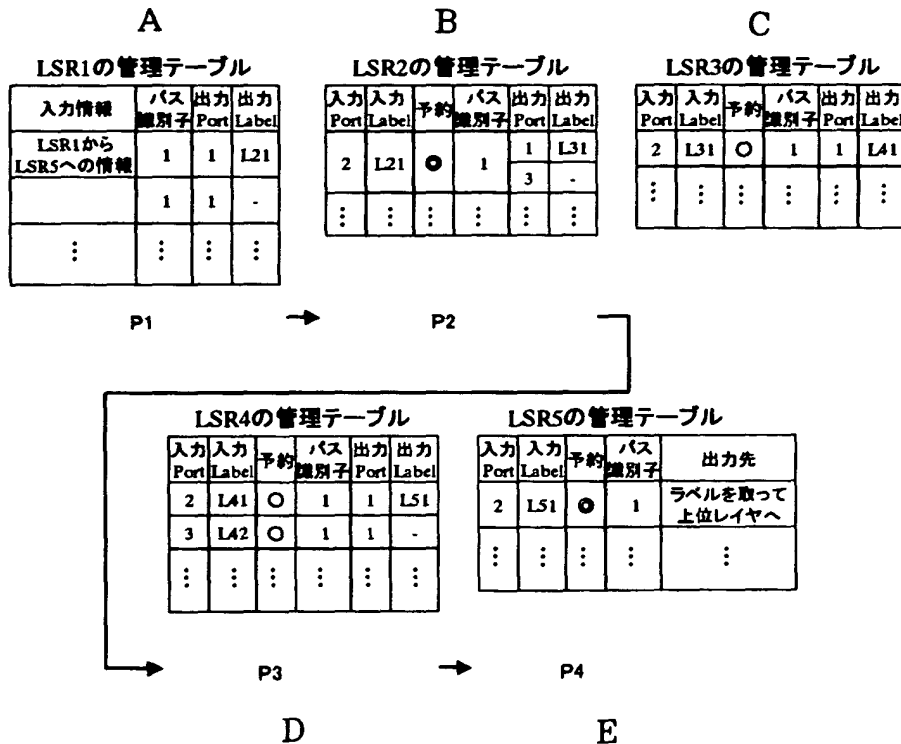 A
B
C
LSR1の管理テーブル
入力情報 パス識別子 出力Port 出力Label
LSR1からLSR5への情報 1 1 L21
1 1 -
⋮ ⋮ ⋮ ⋮
LSR2の管理テーブル
入力Port 入力Label 予約 パス識別子 出力Port 出力Label
2 L21 ◎ 1 1 L31
3 -
⋮ ⋮ ⋮ ⋮ ⋮ ⋮
LSR3の管理テーブル
入力Port 入力Label 予約 パス識別子 出力Port 出力Label
2 L31 ○ 1 1 L41
⋮ ⋮ ⋮ ⋮ ⋮ ⋮
P1 → P2
LSR4の管理テーブル
入力Port 入力Label 予約 パス識別子 出力Port 出力Label
2 L41 ○ 1 1 L51
3 L42 ○ 1 1 -
⋮ ⋮ ⋮ ⋮ ⋮ ⋮
LSR5の管理テーブル
入力Port 入力Label 予約 パス識別子 出力先
2 L51 ◎ 1 ラベルを取って上位レイヤへ
⋮ ⋮ ⋮ ⋮ ⋮
P3 → P4
D
E